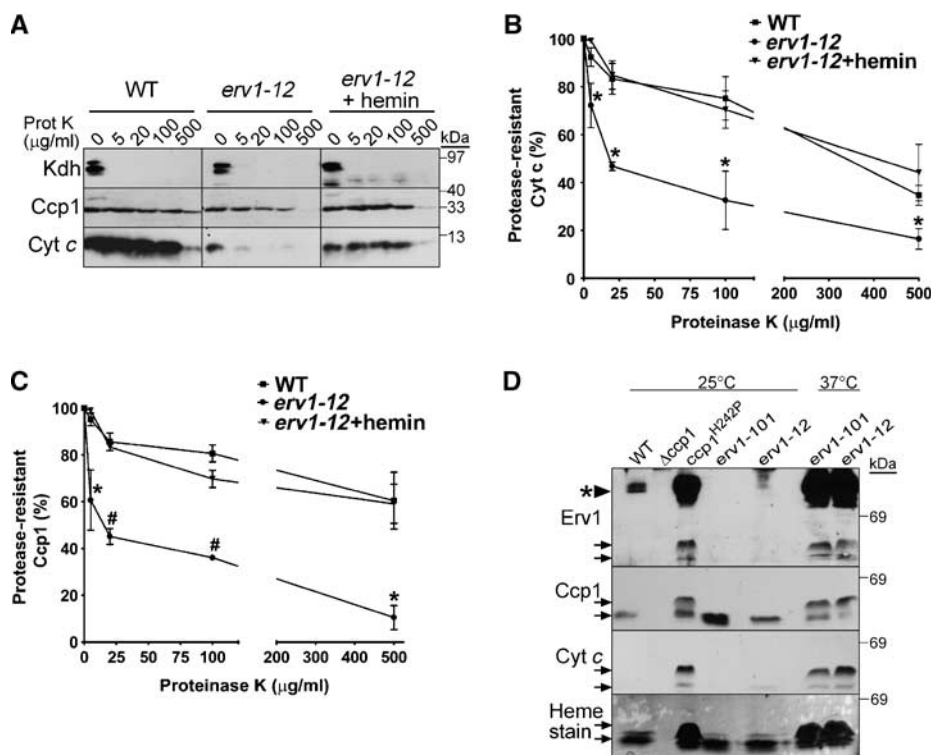 A
WT
erv1-12
erv1-12
+ hemin
Prot K
(µg/ml)
0 5 20 100 500
0 5 20 100 500
0 5 20 100 500
kDa
Kdh
97
40
Ccp1
33
Cyt c
13
B
WT
erv1-12
erv1-12+hemin
Protease-resistant
Cyt c (%)
100
80
60
40
20
0
* * * *
0 25 50 75 100 200 300 400 500
Proteinase K (µg/ml)
C
WT
erv1-12
erv1-12+hemin
Protease-resistant
Ccp1 (%)
100
80
60
40
20
0
* # # *
0 25 50 75 100 200 300 400 500
Proteinase K (µg/ml)
D
25°C
37°C
WT
Δccp1
ccp1H242P
erv1-101
erv1-12
erv1-101
erv1-12
kDa
*
Erv1
69
Ccp1
69
Cyt c
69
Heme
stain